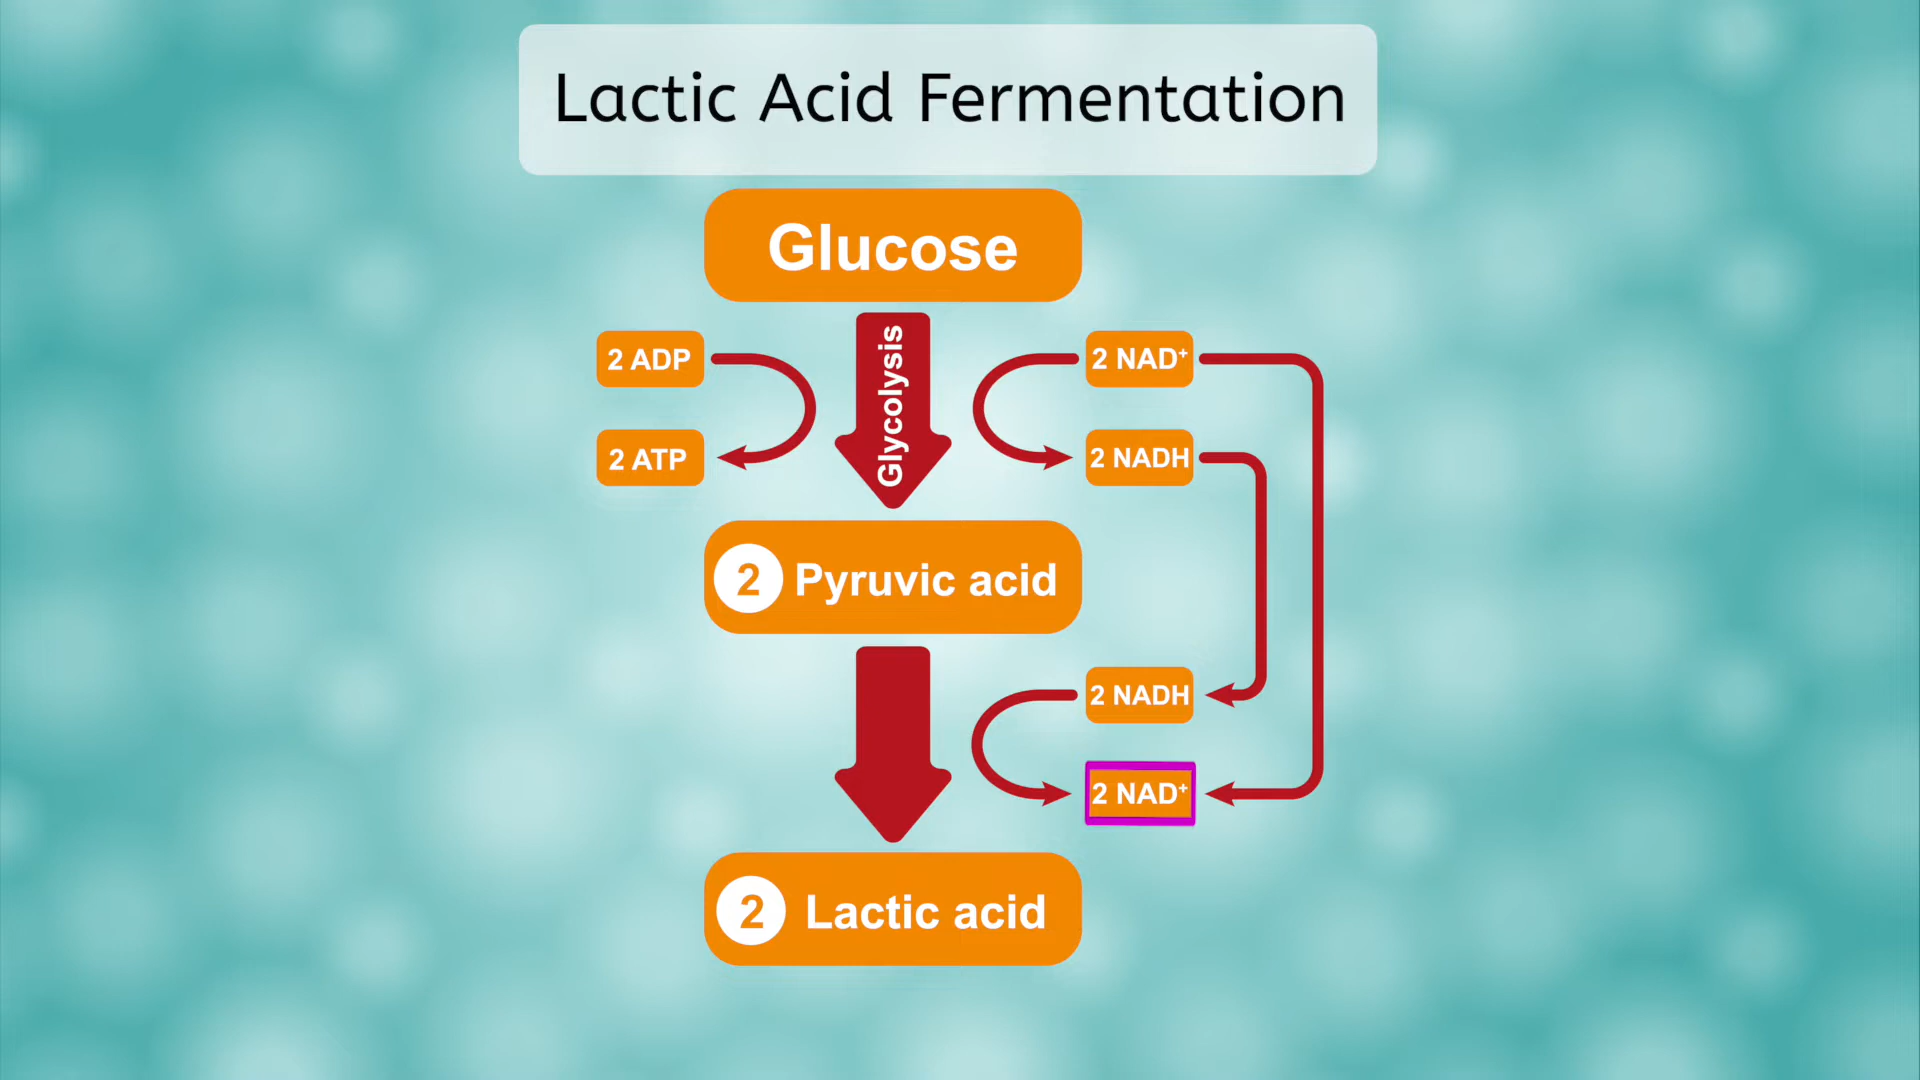 Lactic Acid Fermentation
Glucose
Glycolysis
2 ADP
2 ATP
2 NAD⁺
2 NADH
2 Pyruvic acid
2 NADH
2 NAD⁺
2 Lactic acid